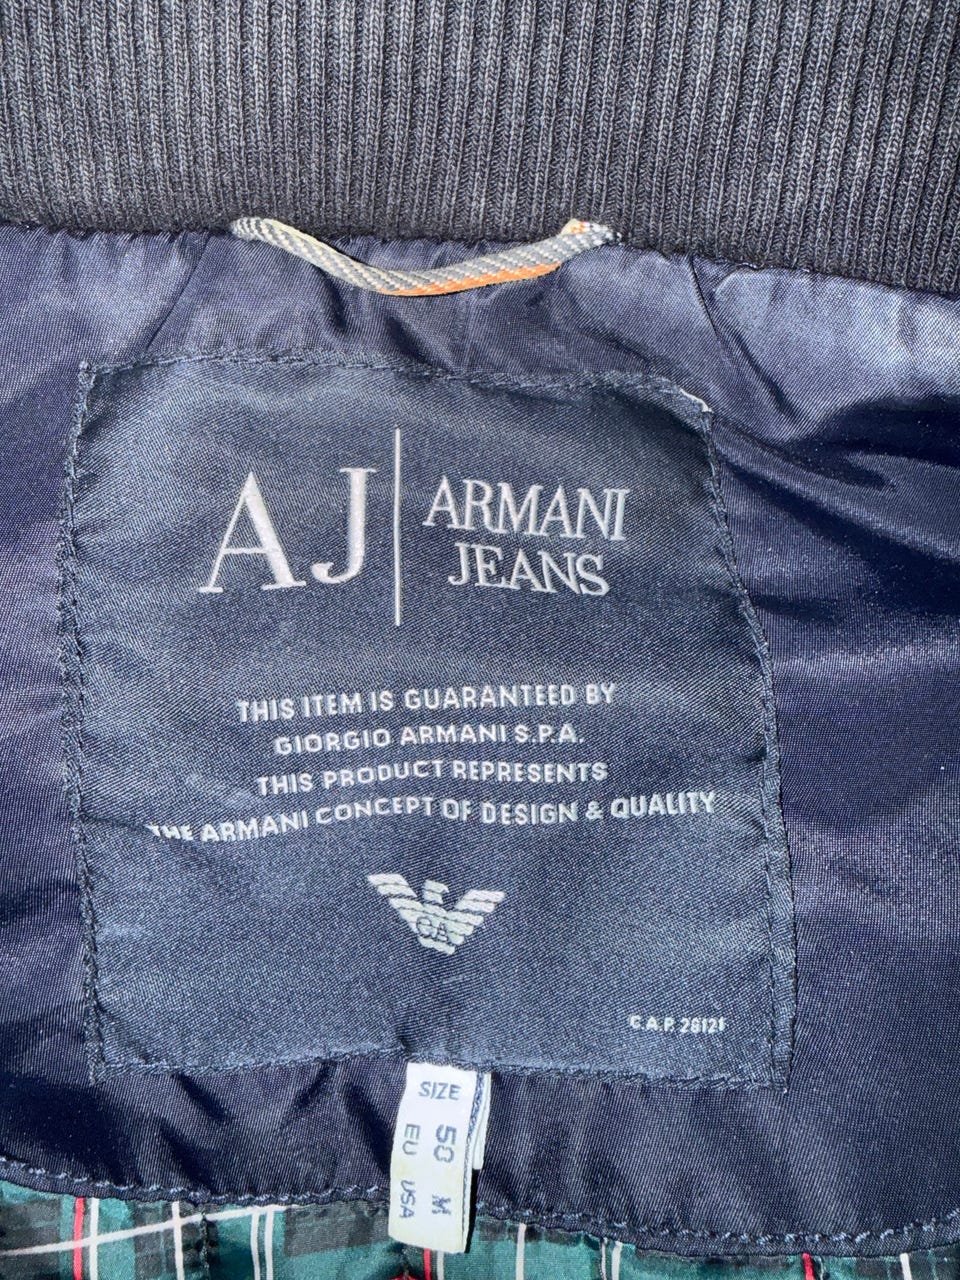 AJ
ARMANI
JEANS
THIS ITEM IS GUARANTEED BY
GIORGIO ARMANI S.P.A.
THIS PRODUCT REPRESENTS
THE ARMANI CONCEPT OF DESIGN & QUALITY
GA
C.A.P. 28121
SIZE
50 M
EU USA